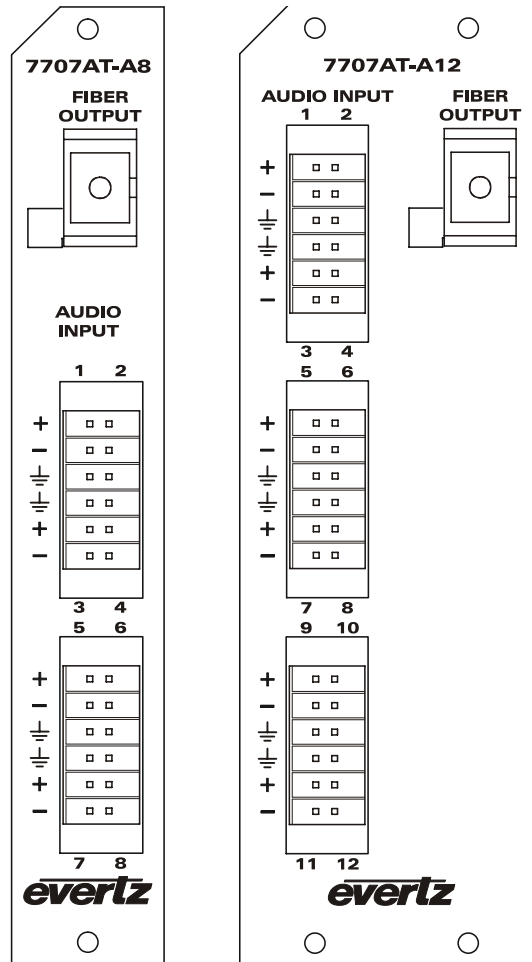 7707AT-A8
FIBER
OUTPUT
AUDIO
INPUT
1 2
+
−
+
−
3 4
5 6
+
−
+
−
7 8
evertz
7707AT-A12
AUDIO INPUT
1 2
FIBER
OUTPUT
+
−
+
−
3 4
5 6
+
−
+
−
7 8
9 10
+
−
+
−
11 12
evertz